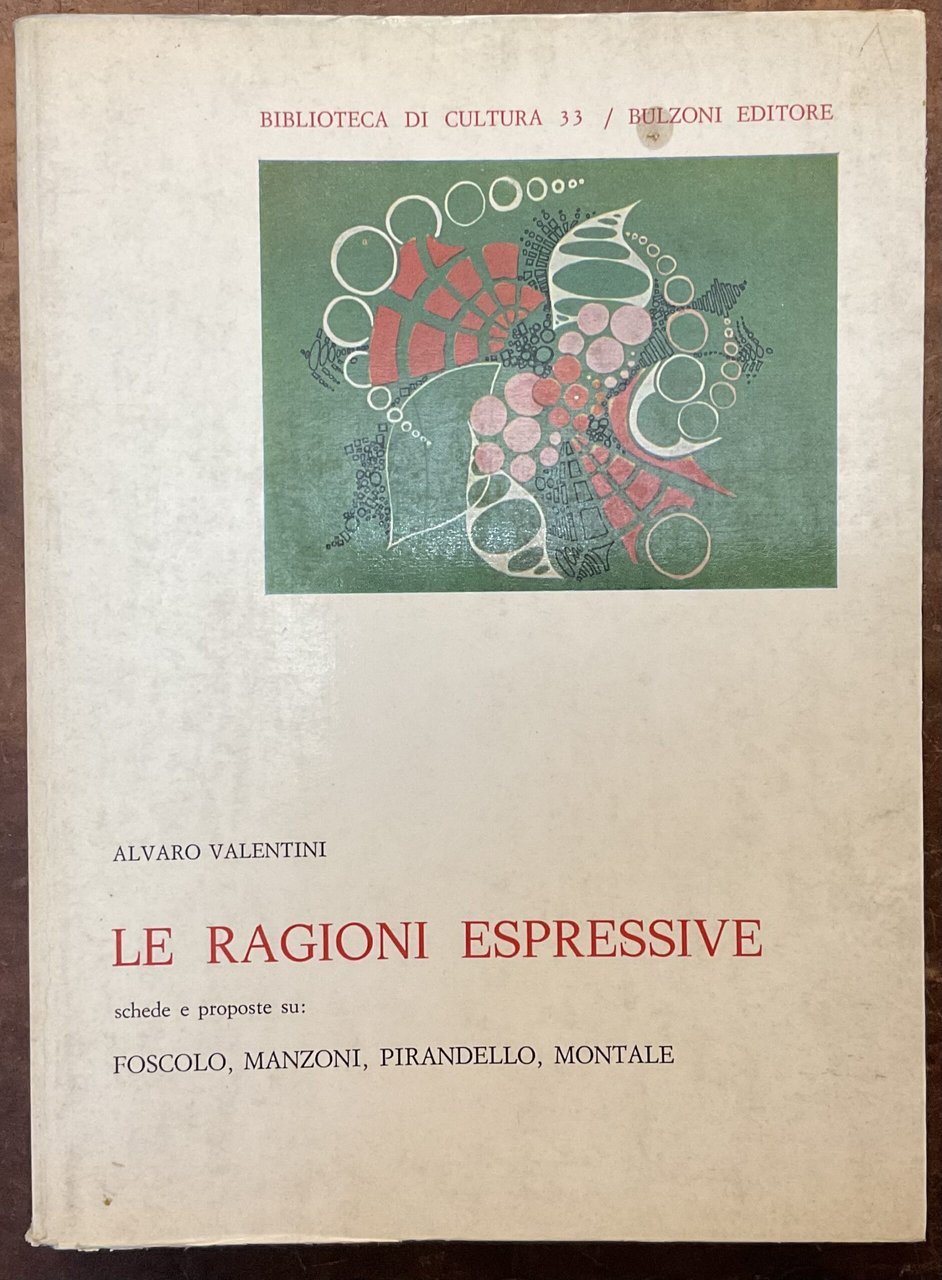 BIBLIOTECA DI CULTURA 33 / BULZONI EDITORE
ALVARO VALENTINI
LE RAGIONI ESPRESSIVE
schede e proposte su:
FOSCOLO, MANZONI, PIRANDELLO, MONTALE